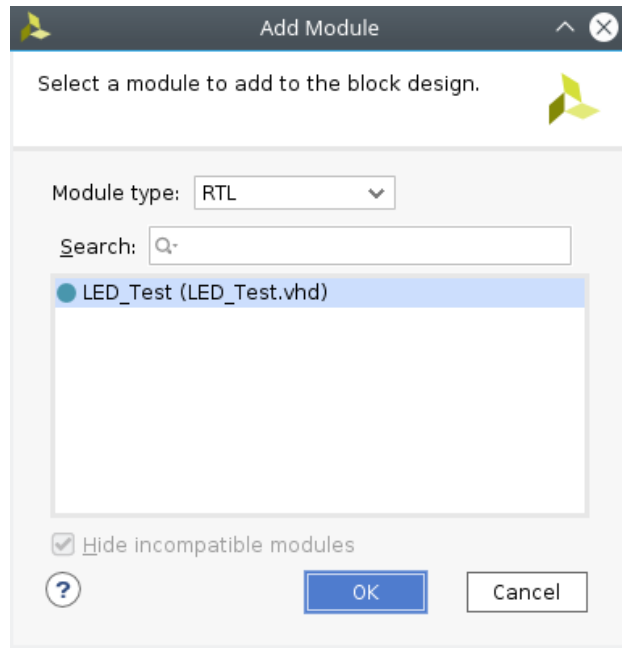 Add Module
Select a module to add to the block design.
Module type: RTL
Search:
LED_Test (LED_Test.vhd)
Hide incompatible modules
? OK Cancel